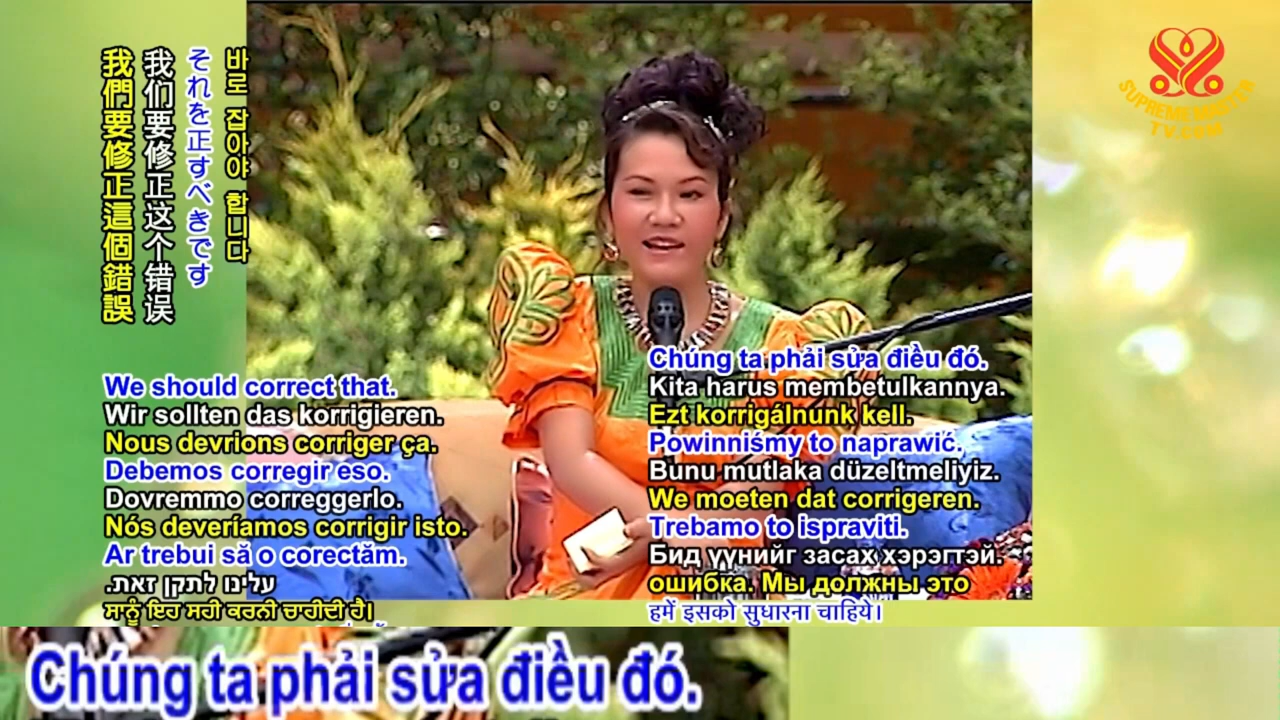 我們要修正這個錯誤
我们要修正这个错误
それを正すべきです
바로 잡아야 합니다
SUPREMEMASTER
TV.COM
We should correct that.
Wir sollten das korrigieren.
Nous devrions corriger ça.
Debemos corregir eso.
Dovremmo correggerlo.
Nós deveríamos corrigir isto.
Ar trebui să o corectăm.
עלינו לתקן זאת.
ਸਾਨੂੰ ਇਹ ਸਹੀ ਕਰਨੀ ਚਾਹੀਦੀ ਹੈ।
Chúng ta phải sửa điều đó.
Kita harus membetulkannya.
Ezt korrigálnunk kell.
Powinniśmy to naprawić.
Bunu mutlaka düzeltmeliyiz.
We moeten dat corrigeren.
Trebamo to ispraviti.
Бид үүнийг засах хэрэгтэй.
ошибка. Мы должны это
हमें इसको सुधारना चाहिये।
Chúng ta phải sửa điều đó.